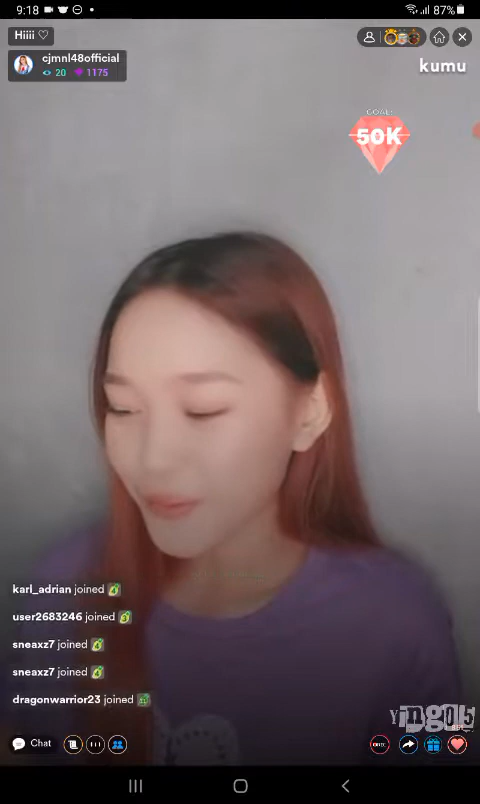 9:18
87%
Hiiii ♡
cjmnl48official
20 1175
kumu
GOAL:
50K
karl_adrian joined
user2683246 joined
sneaxz7 joined
sneaxz7 joined
dragonwarrior23 joined
Yingo15
Chat